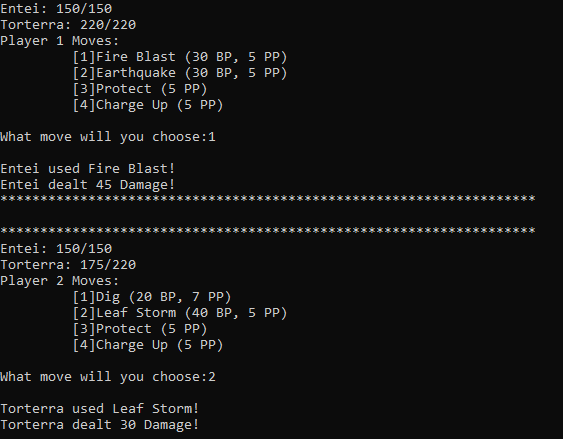 Entei: 150/150
Torterra: 220/220
Player 1 Moves:
[1]Fire Blast (30 BP, 5 PP)
[2]Earthquake (30 BP, 5 PP)
[3]Protect (5 PP)
[4]Charge Up (5 PP)
What move will you choose:1
Entei used Fire Blast!
Entei dealt 45 Damage!
*******************************************************************
*******************************************************************
Entei: 150/150
Torterra: 175/220
Player 2 Moves:
[1]Dig (20 BP, 7 PP)
[2]Leaf Storm (40 BP, 5 PP)
[3]Protect (5 PP)
[4]Charge Up (5 PP)
What move will you choose:2
Torterra used Leaf Storm!
Torterra dealt 30 Damage!